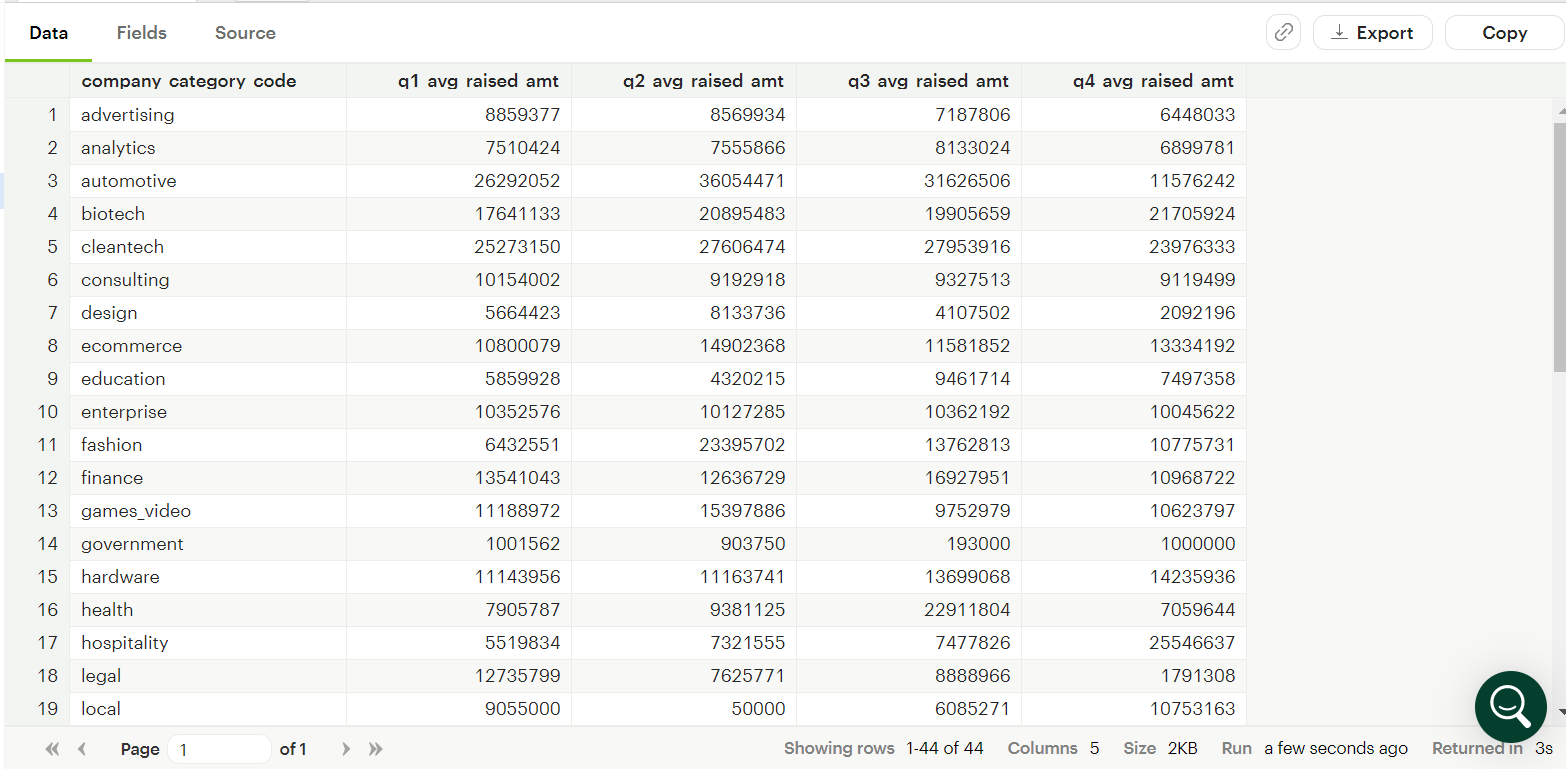 Data Fields Source Export Copy
company category code q1 avg raised amt q2 avg raised amt q3 avg raised amt q4 avg raised amt
1 advertising 8859377 8569934 7187806 6448033
2 analytics 7510424 7555866 8133024 6899781
3 automotive 26292052 36054471 31626506 11576242
4 biotech 17641133 20895483 19905659 21705924
5 cleantech 25273150 27606474 27953916 23976333
6 consulting 10154002 9192918 9327513 9119499
7 design 5664423 8133736 4107502 2092196
8 ecommerce 10800079 14902368 11581852 13334192
9 education 5859928 4320215 9461714 7497358
10 enterprise 10352576 10127285 10362192 10045622
11 fashion 6432551 23395702 13762813 10775731
12 finance 13541043 12636729 16927951 10968722
13 games_video 11188972 15397886 9752979 10623797
14 government 1001562 903750 193000 1000000
15 hardware 11143956 11163741 13699068 14235936
16 health 7905787 9381125 22911804 7059644
17 hospitality 5519834 7321555 7477826 25546637
18 legal 12735799 7625771 8888966 1791308
19 local 9055000 50000 6085271 10753163
Page 1 of 1 Showing rows 1-44 of 44 Columns 5 Size 2KB Run a few seconds ago Returned in 3s